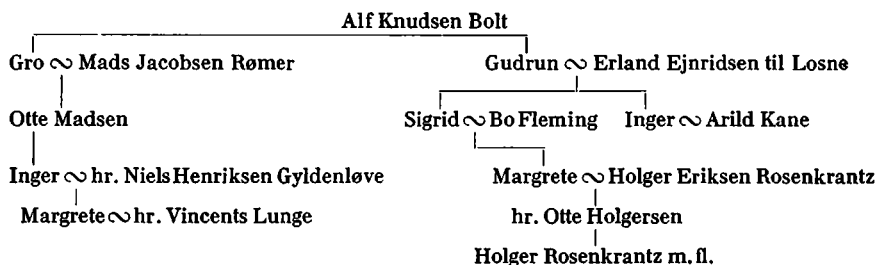 Alf Knudsen Bolt
Gro ∾ Mads Jacobsen Rømer Gudrun ∾ Erland Ejnridsen til Losne
Otte Madsen Sigrid ∾ Bo Fleming Inger ∾ Arild Kane
Inger ∾ hr. Niels Henriksen Gyldenløve Margrete ∾ Holger Eriksen Rosenkrantz
Margrete ∾ hr. Vincents Lunge hr. Otte Holgersen
Holger Rosenkrantz m. fl.